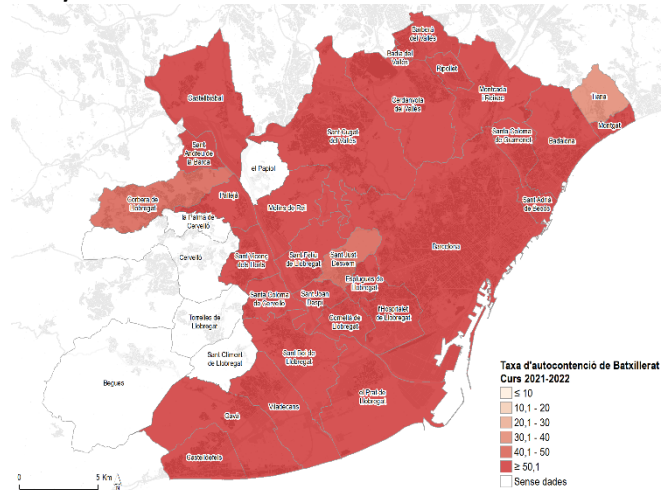 Barberà
del Vallès
Badia del
Vallès
Ripollet
Castellbisbal
Cerdanyola
del Vallès
Montcada
i Reixac
Tiana
Sant Cugat
del Vallès
Santa Coloma
de Gramenet
Montgat
Badalona
Sant
Andreu de
la Barca
el Papiol
Pallejà
Corbera de
Llobregat
Sant Adrià
de Besòs
la Palma de
Cervelló
Molins de Rei
Barcelona
Cervelló
Sant Vicenç
dels Horts
Sant Feliu
de Llobregat
Sant Just
Desvern
Esplugues de
Llobregat
Santa Coloma
de Cervelló
Sant Joan
Despí
Torrelles de
Llobregat
Cornellà de
Llobregat
l'Hospitalet
de Llobregat
Sant Climent
de Llobregat
Sant Boi de
Llobregat
Begues
el Prat de
Llobregat
Gavà
Viladecans
Castelldefels
Taxa d'autocontenció de Batxillerat
Curs 2021-2022
≤ 10
10,1 - 20
20,1 - 30
30,1 - 40
40,1 - 50
≥ 50,1
Sense dades
0 5 Km